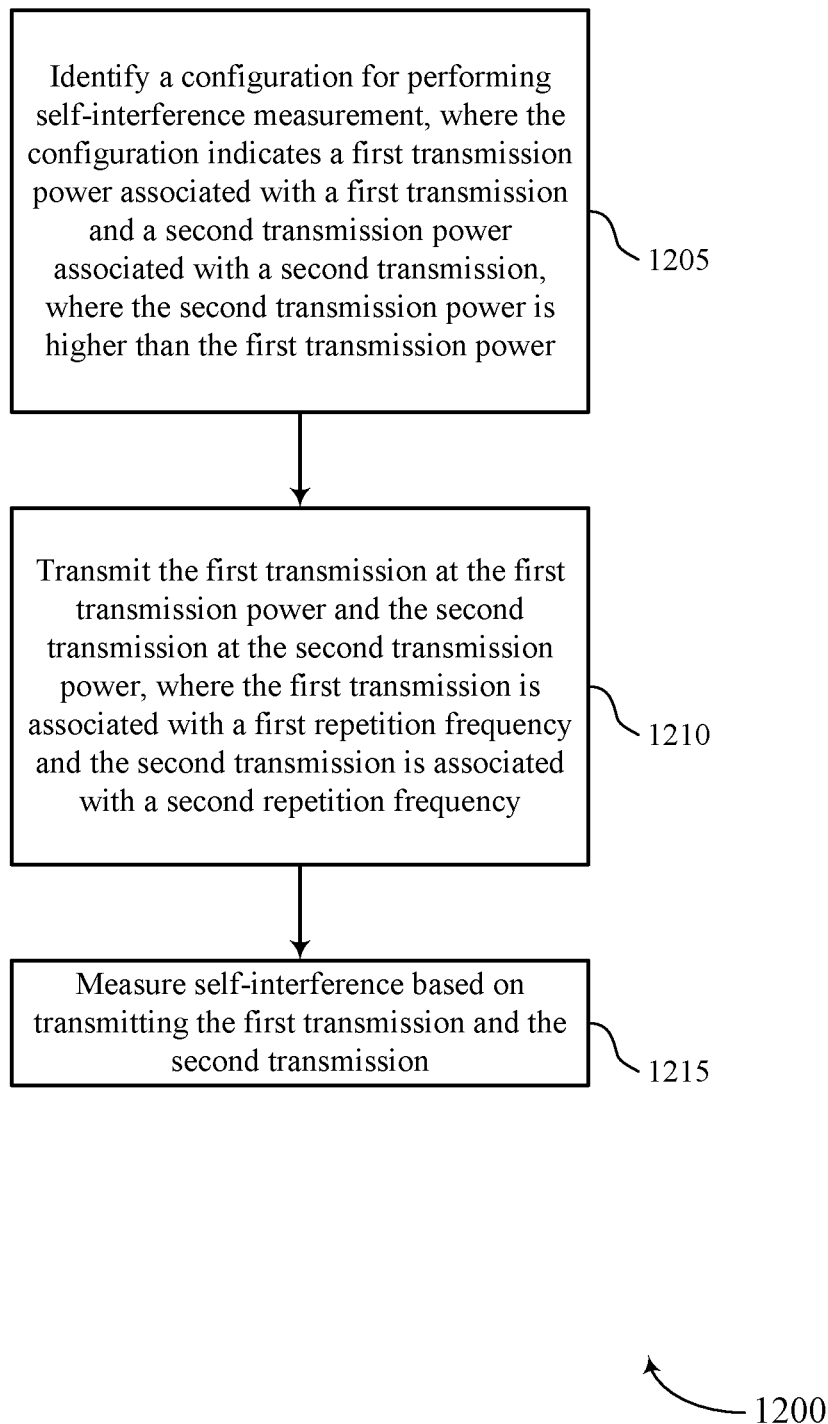 Identify a configuration for performing
self-interference measurement, where the
configuration indicates a first transmission
power associated with a first transmission
and a second transmission power
associated with a second transmission,
where the second transmission power is
higher than the first transmission power
1205
Transmit the first transmission at the first
transmission power and the second
transmission at the second transmission
power, where the first transmission is
associated with a first repetition frequency
and the second transmission is associated
with a second repetition frequency
1210
Measure self-interference based on
transmitting the first transmission and the
second transmission
1215
1200